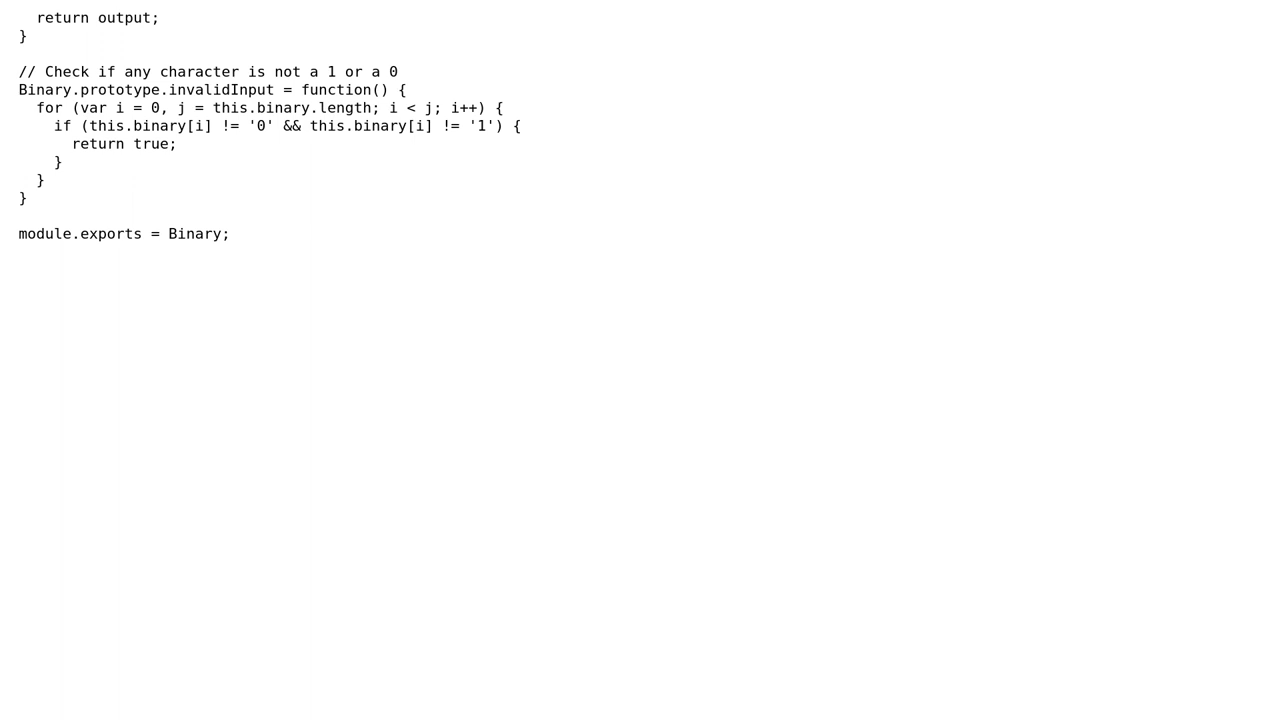 return output;
}

// Check if any character is not a 1 or a 0
Binary.prototype.invalidInput = function() {
  for (var i = 0, j = this.binary.length; i < j; i++) {
    if (this.binary[i] != '0' && this.binary[i] != '1') {
      return true;
    }
  }
}

module.exports = Binary;